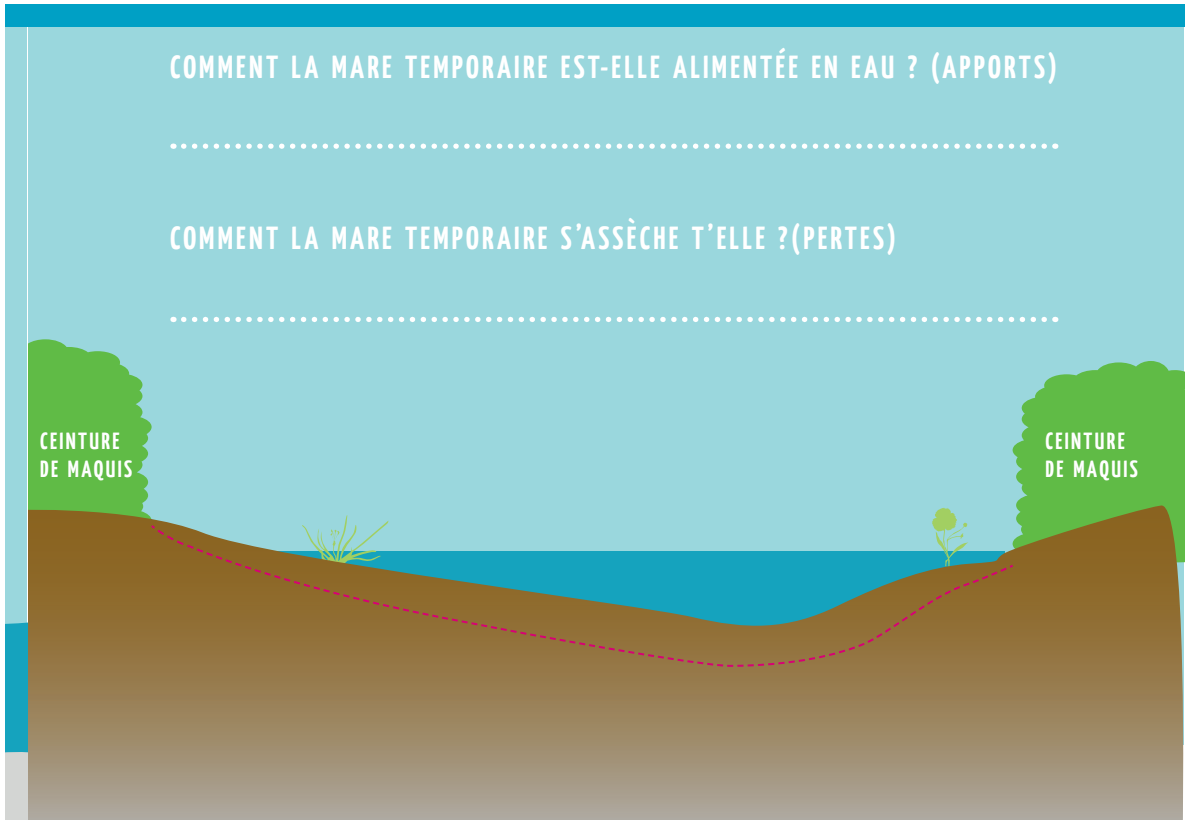 COMMENT LA MARE TEMPORAIRE EST-ELLE ALIMENTÉE EN EAU ? (APPORTS)
COMMENT LA MARE TEMPORAIRE S’ASSÈCHE T’ELLE ?(PERTES)
CEINTURE
DE MAQUIS
CEINTURE
DE MAQUIS